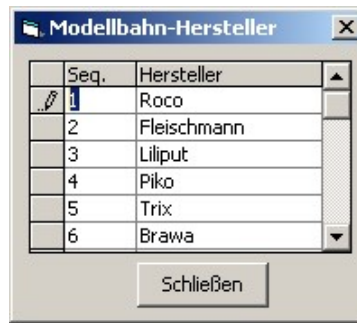 Modellbahn-Hersteller
Seq. Hersteller
1 Roco
2 Fleischmann
3 Liliput
4 Piko
5 Trix
6 Brawa
Schließen